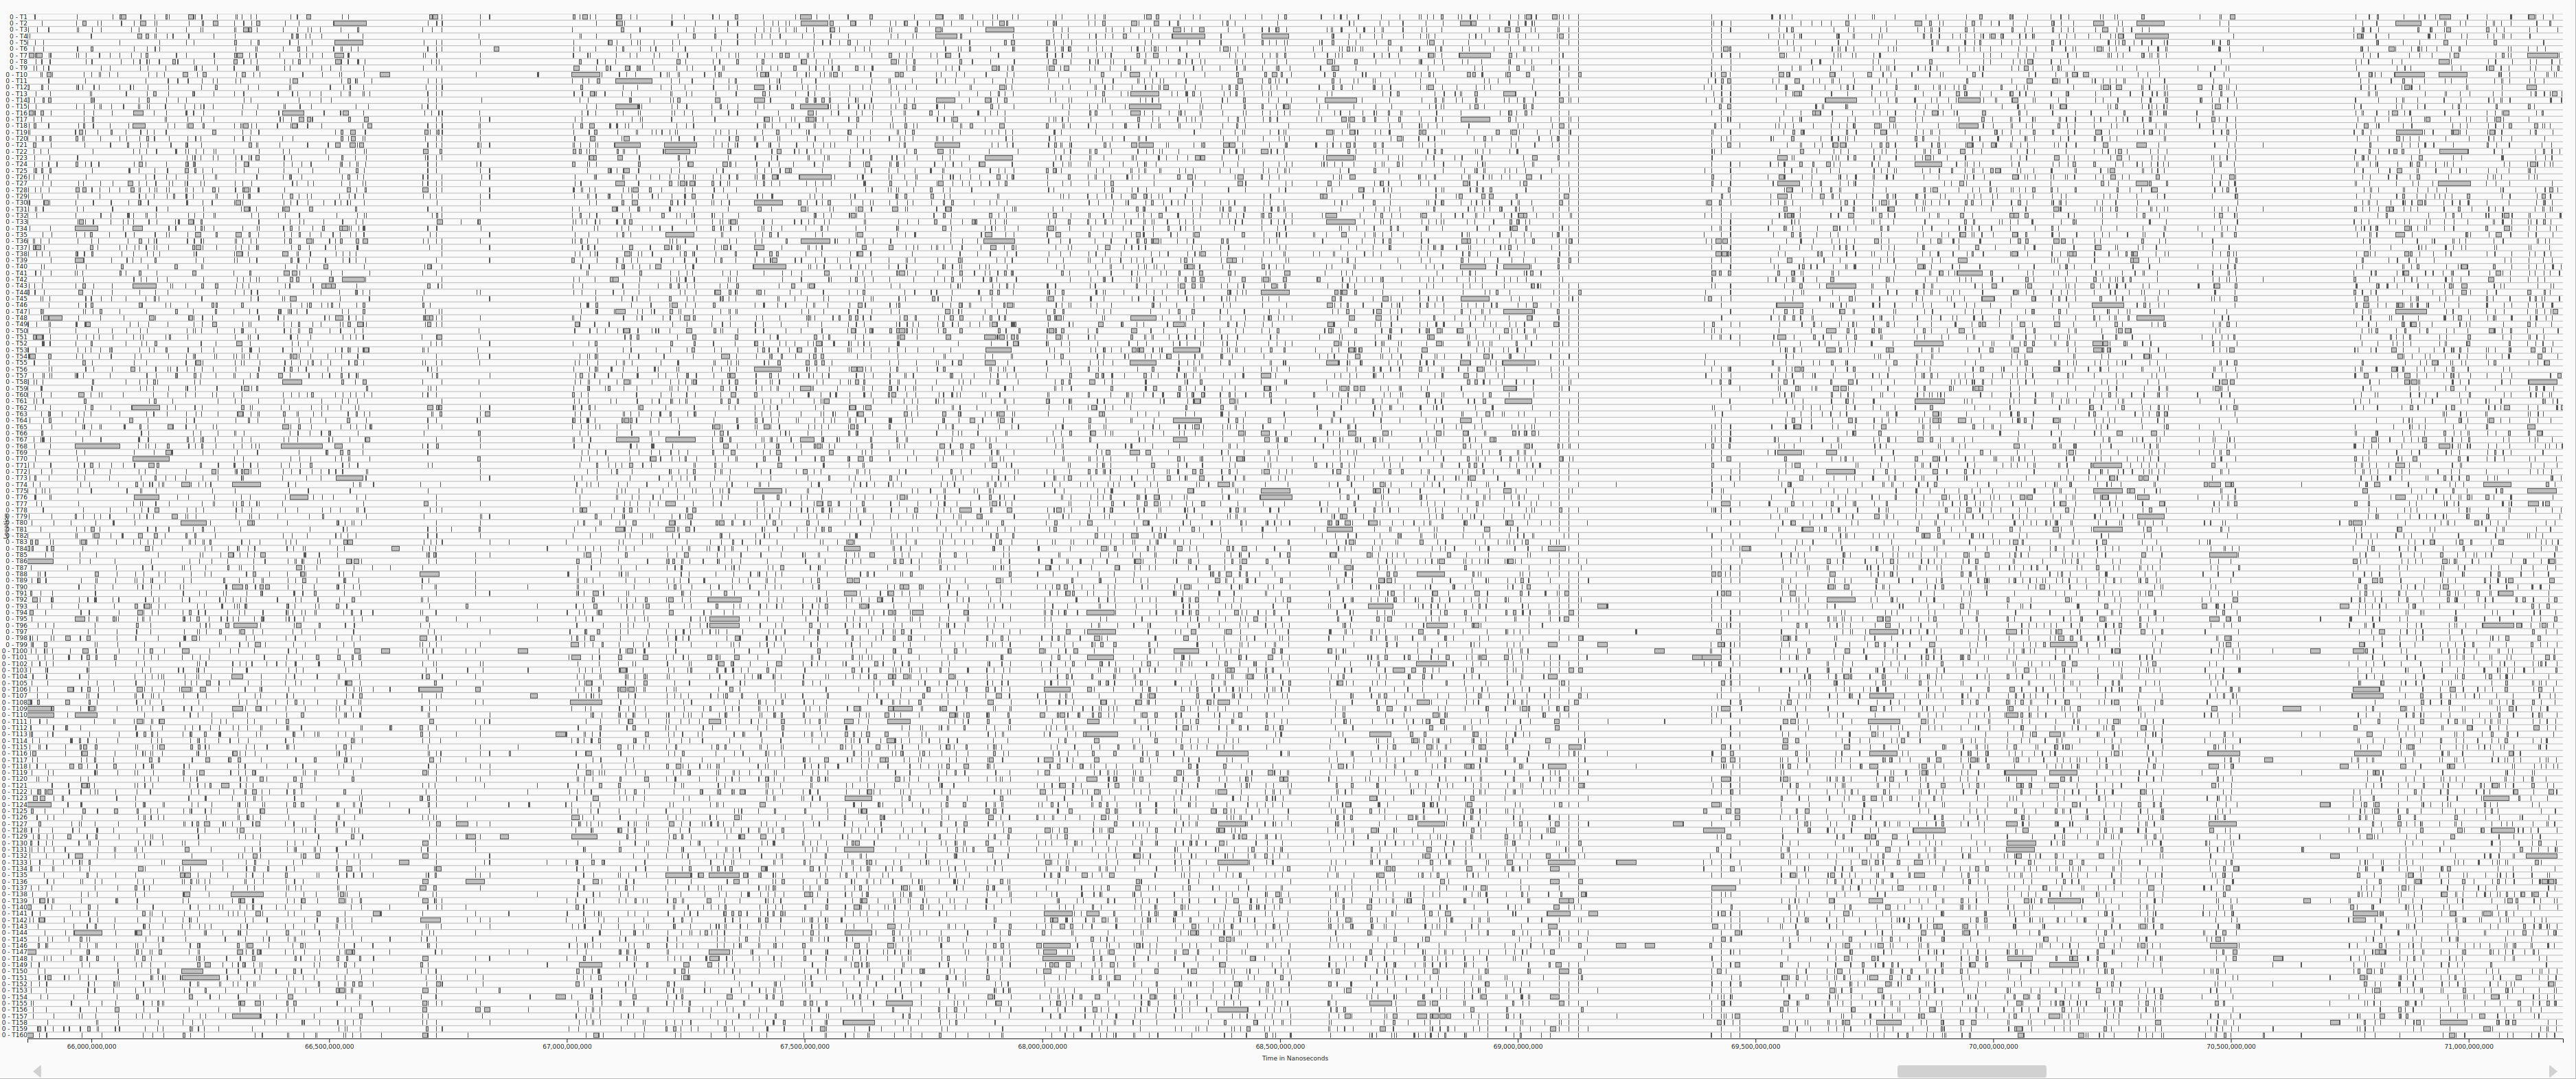 0 - T1
0 - T2
0 - T3
0 - T4
0 - T5
0 - T6
0 - T7
0 - T8
0 - T9
0 - T10
0 - T11
0 - T12
0 - T13
0 - T14
0 - T15
0 - T16
0 - T17
0 - T18
0 - T19
0 - T20
0 - T21
0 - T22
0 - T23
0 - T24
0 - T25
0 - T26
0 - T27
0 - T28
0 - T29
0 - T30
0 - T31
0 - T32
0 - T33
0 - T34
0 - T35
0 - T36
0 - T37
0 - T38
0 - T39
0 - T40
0 - T41
0 - T42
0 - T43
0 - T44
0 - T45
0 - T46
0 - T47
0 - T48
0 - T49
0 - T50
0 - T51
0 - T52
0 - T53
0 - T54
0 - T55
0 - T56
0 - T57
0 - T58
0 - T59
0 - T60
0 - T61
0 - T62
0 - T63
0 - T64
0 - T65
0 - T66
0 - T67
0 - T68
0 - T69
0 - T70
0 - T71
0 - T72
0 - T73
0 - T74
0 - T75
0 - T76
0 - T77
0 - T78
0 - T79
0 - T80
0 - T81
0 - T82
0 - T83
0 - T84
0 - T85
0 - T86
0 - T87
0 - T88
0 - T89
0 - T90
0 - T91
0 - T92
0 - T93
0 - T94
0 - T95
0 - T96
0 - T97
0 - T98
0 - T99
0 - T100
0 - T101
0 - T102
0 - T103
0 - T104
0 - T105
0 - T106
0 - T107
0 - T108
0 - T109
0 - T110
0 - T111
0 - T112
0 - T113
0 - T114
0 - T115
0 - T116
0 - T117
0 - T118
0 - T119
0 - T120
0 - T121
0 - T122
0 - T123
0 - T124
0 - T125
0 - T126
0 - T127
0 - T128
0 - T129
0 - T130
0 - T131
0 - T132
0 - T133
0 - T134
0 - T135
0 - T136
0 - T137
0 - T138
0 - T139
0 - T140
0 - T141
0 - T142
0 - T143
0 - T144
0 - T145
0 - T146
0 - T147
0 - T148
0 - T149
0 - T150
0 - T151
0 - T152
0 - T153
0 - T154
0 - T155
0 - T156
0 - T157
0 - T158
0 - T159
0 - T160
66,000,000,000 66,500,000,000 67,000,000,000 67,500,000,000 68,000,000,000 68,500,000,000 69,000,000,000 69,500,000,000 70,000,000,000 70,500,000,000 71,000,000,000
Time in Nanoseconds